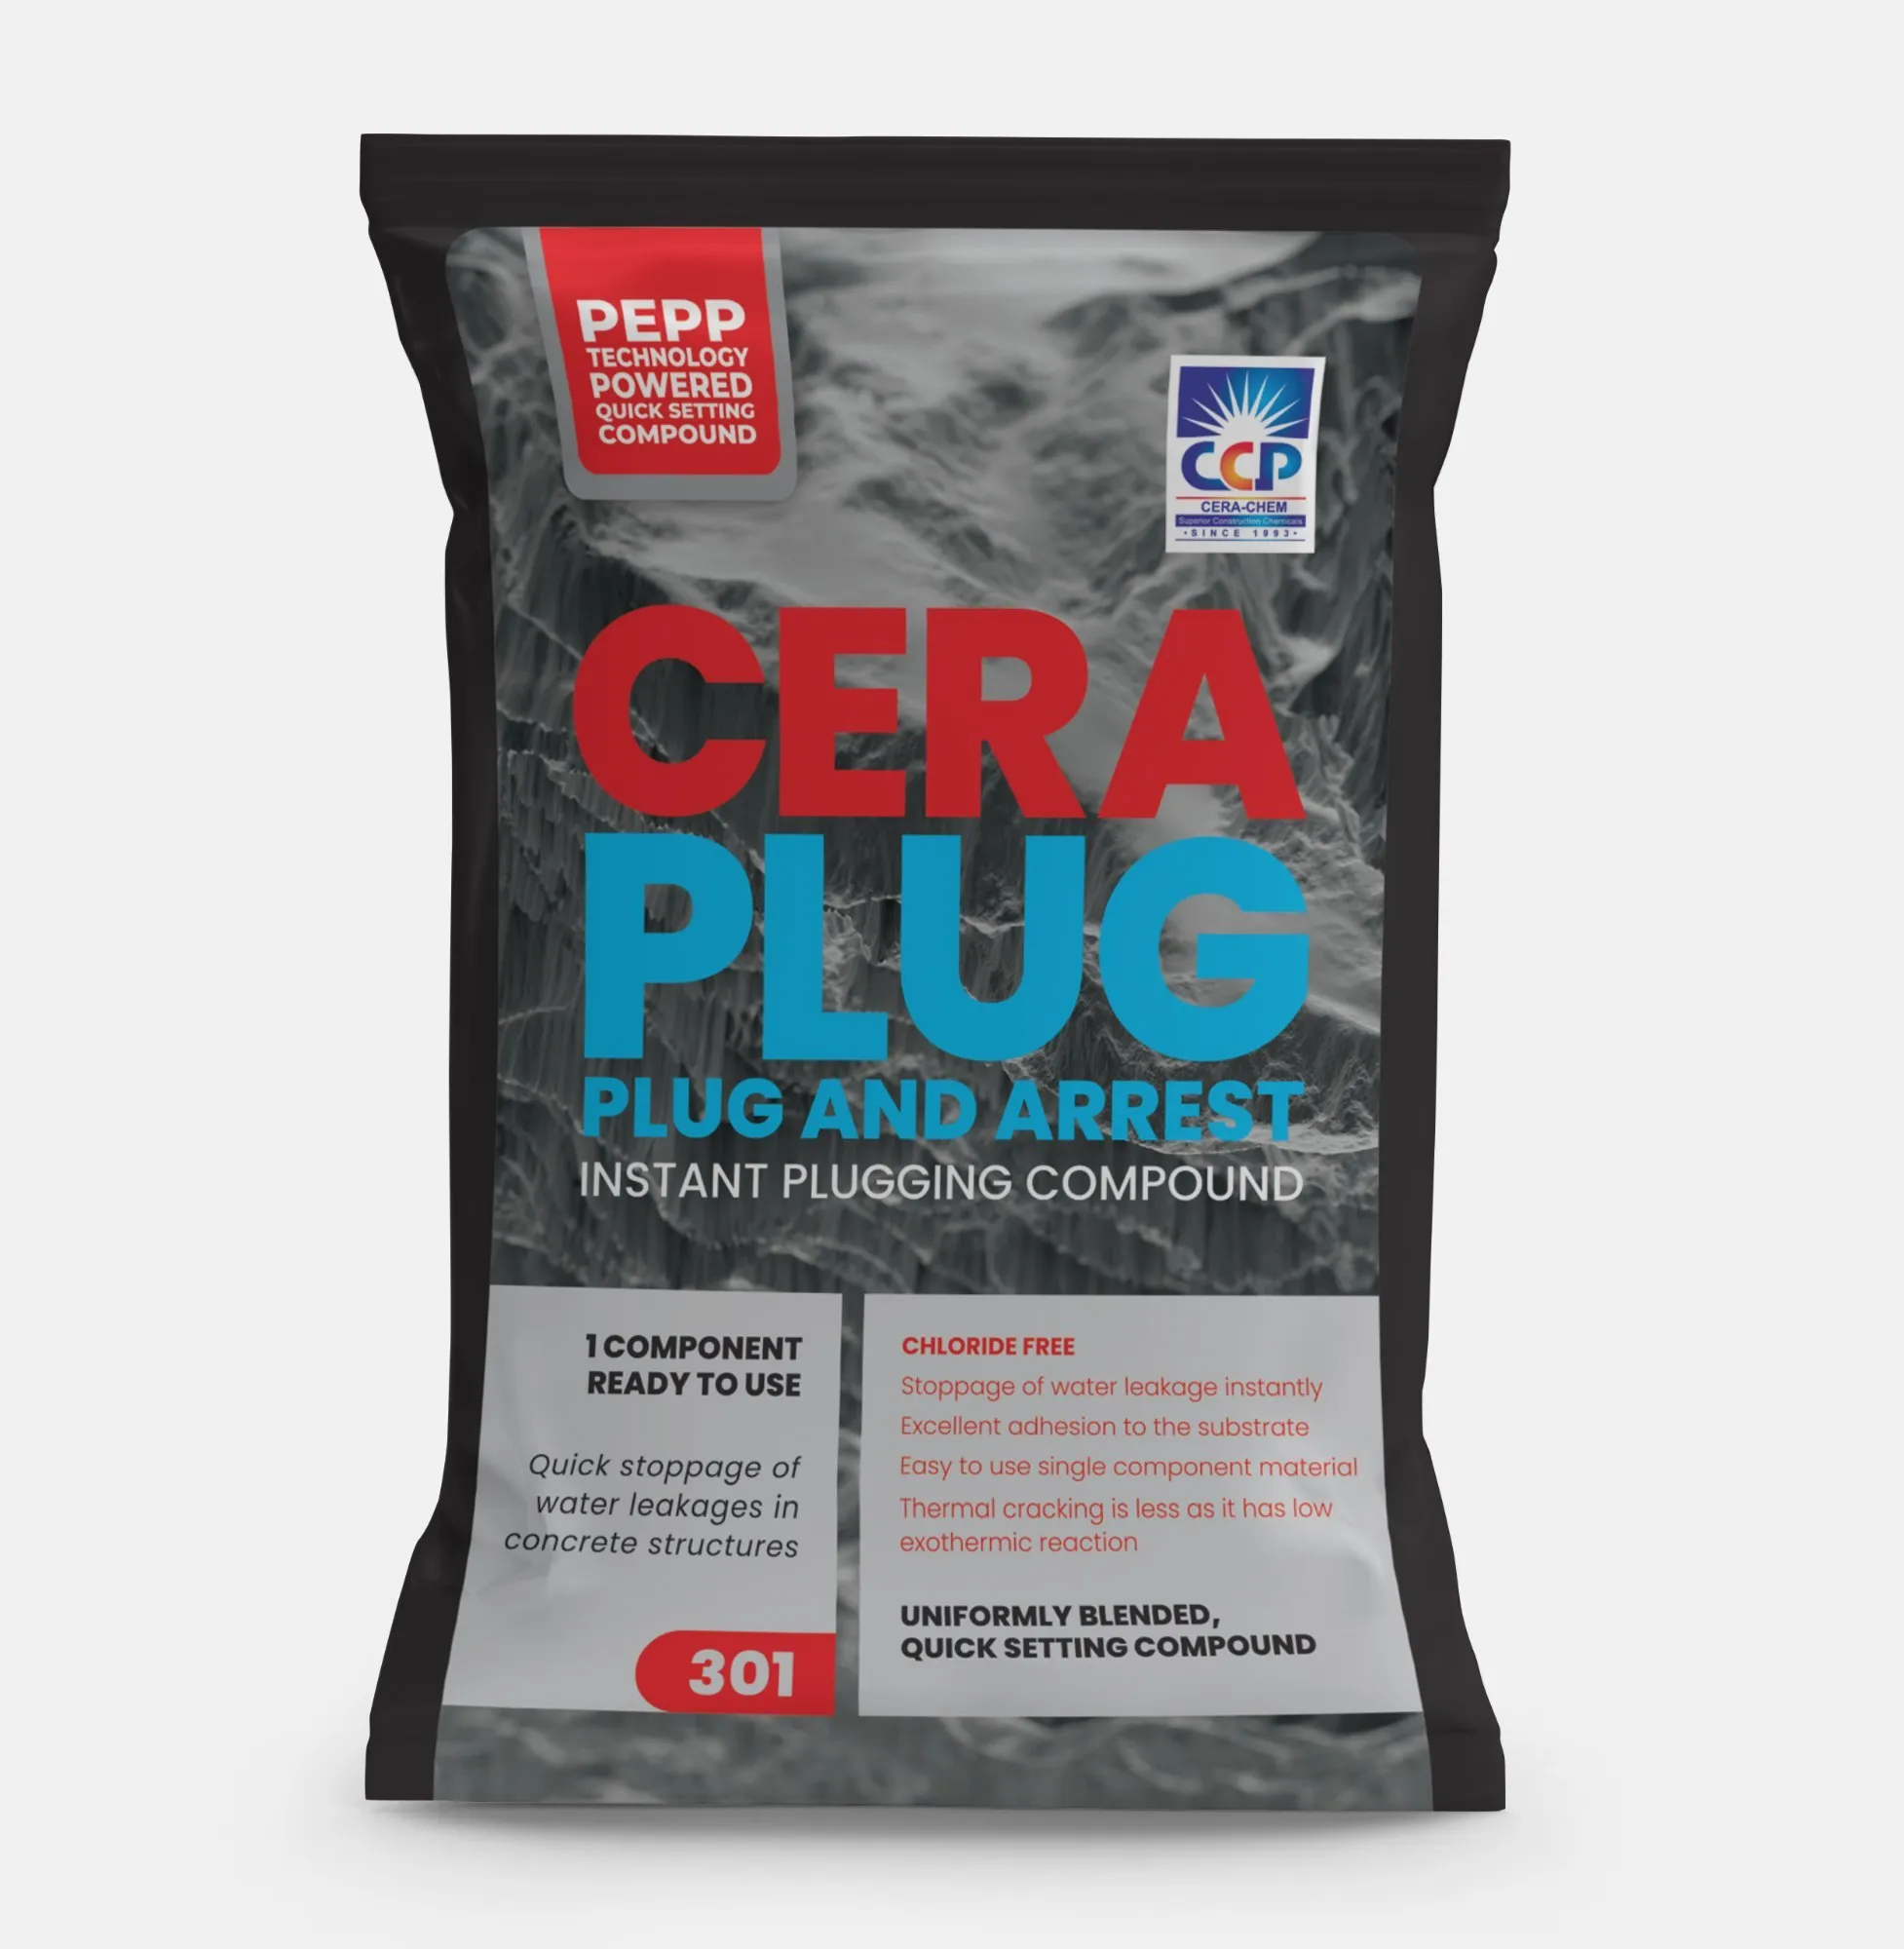 PEPP
TECHNOLOGY
POWERED
QUICK SETTING
COMPOUND
CCP
CERA-CHEM
Superior Construction Chemicals
•SINCE 1993•
CERA
PLUG
PLUG AND ARREST
INSTANT PLUGGING COMPOUND
1 COMPONENT
READY TO USE
Quick stoppage of
water leakages in
concrete structures
301
CHLORIDE FREE
Stoppage of water leakage instantly
Excellent adhesion to the substrate
Easy to use single component material
Thermal cracking is less as it has low
exothermic reaction
UNIFORMLY BLENDED,
QUICK SETTING COMPOUND